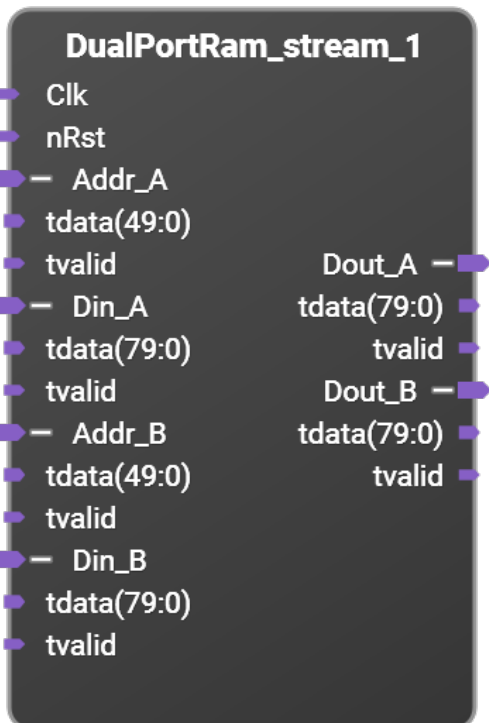 DualPortRam_stream_1
Clk
nRst
Addr_A
tdata(49:0)
tvalid
Din_A
tdata(79:0)
tvalid
Addr_B
tdata(49:0)
tvalid
Din_B
tdata(79:0)
tvalid
Dout_A
tdata(79:0)
tvalid
Dout_B
tdata(79:0)
tvalid